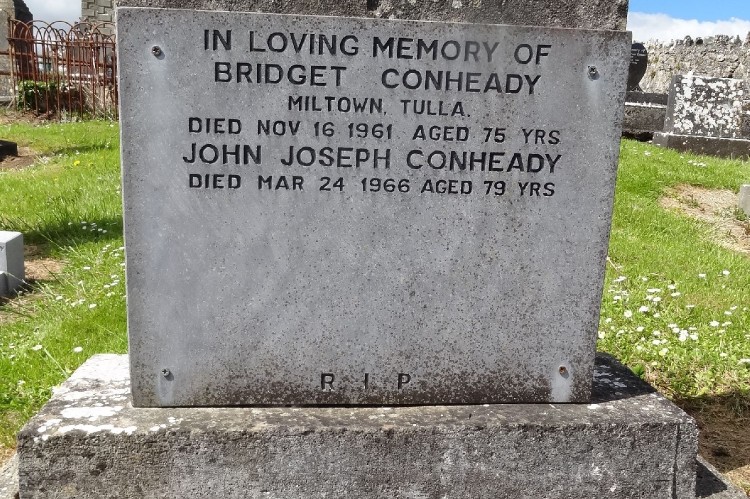 IN LOVING MEMORY OF
BRIDGET CONHEADY
MILTOWN, TULLA.
DIED NOV 16 1961 AGED 75 YRS
JOHN JOSEPH CONHEADY
DIED MAR 24 1966 AGED 79 YRS
R I P